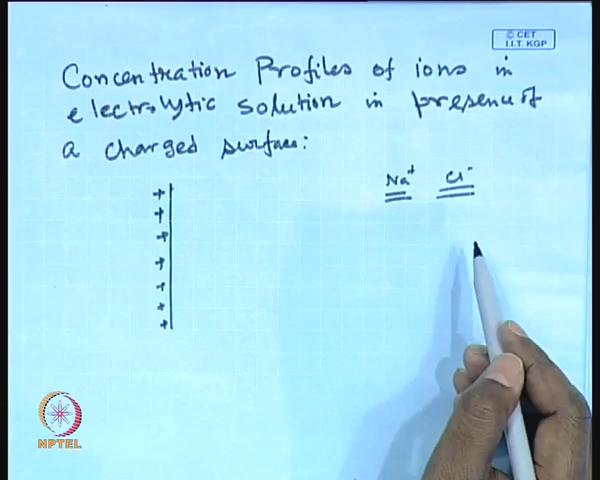 © CET
I.I.T. KGP
Concentration Profiles of ions in
electrolytic solution in presence of
a charged surface:
Na⁺ Cl⁻
+
+
+
+
+
+
+
NPTEL